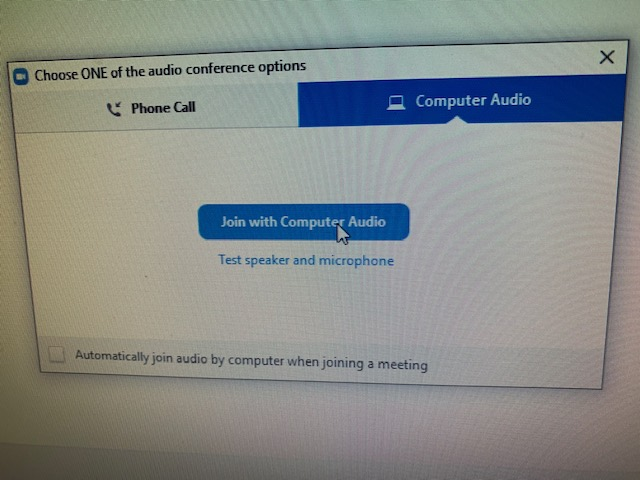 Choose ONE of the audio conference options
Phone Call
Computer Audio
Join with Computer Audio
Test speaker and microphone
Automatically join audio by computer when joining a meeting